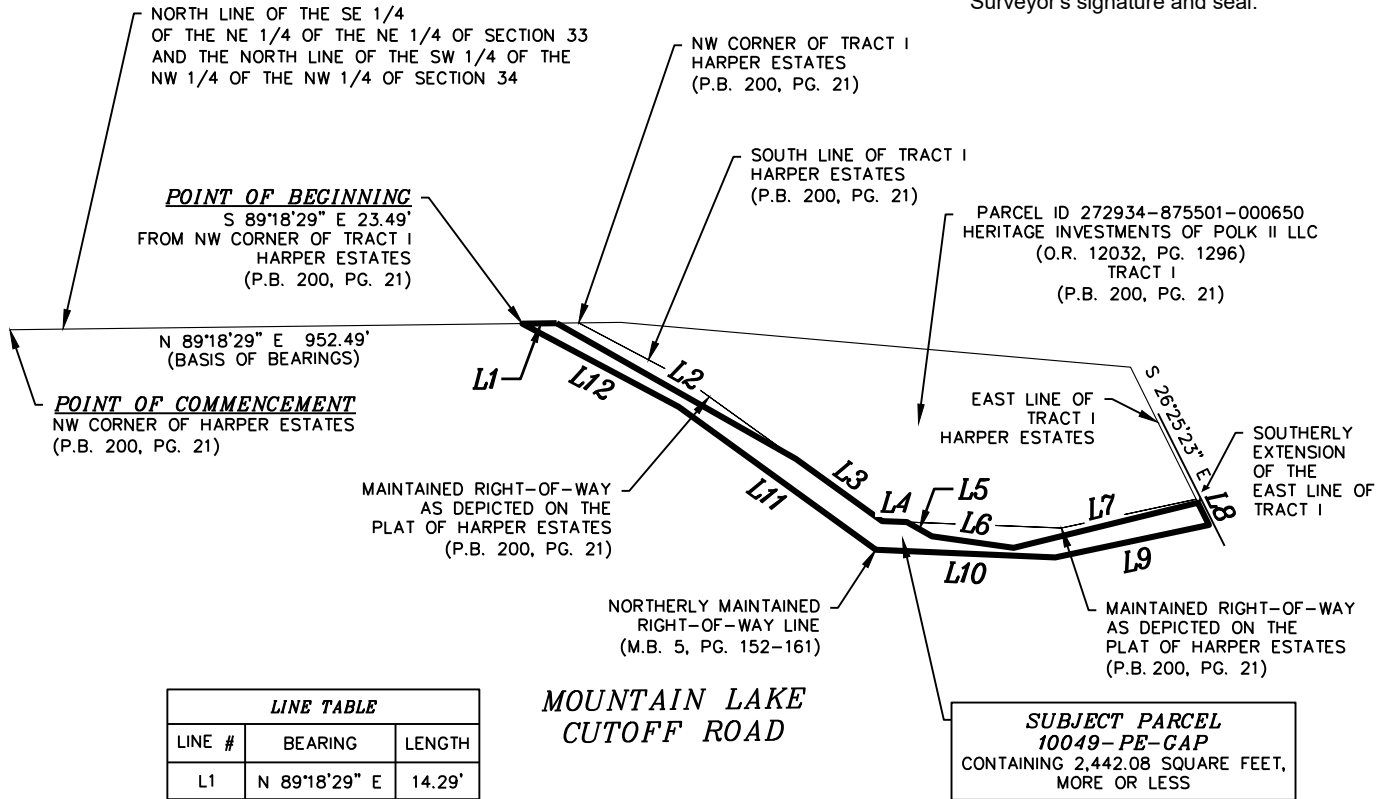 Surveyor's signature and seal.
NORTH LINE OF THE SE 1/4
OF THE NE 1/4 OF THE NE 1/4 OF SECTION 33
AND THE NORTH LINE OF THE SW 1/4 OF THE
NW 1/4 OF THE NW 1/4 OF SECTION 34
NW CORNER OF TRACT I
HARPER ESTATES
(P.B. 200, PG. 21)
SOUTH LINE OF TRACT I
HARPER ESTATES
(P.B. 200, PG. 21)
POINT OF BEGINNING
S 89°18'29" E 23.49'
FROM NW CORNER OF TRACT I
HARPER ESTATES
(P.B. 200, PG. 21)
PARCEL ID 272934-875501-000650
HERITAGE INVESTMENTS OF POLK II LLC
(O.R. 12032, PG. 1296)
TRACT I
(P.B. 200, PG. 21)
N 89°18'29" E 952.49'
(BASIS OF BEARINGS)
L1
L12
L2
POINT OF COMMENCEMENT
NW CORNER OF HARPER ESTATES
(P.B. 200, PG. 21)
EAST LINE OF
TRACT I
HARPER ESTATES
S 26°25'23" E
SOUTHERLY
EXTENSION
OF THE
EAST LINE OF
TRACT I
MAINTAINED RIGHT-OF-WAY
AS DEPICTED ON THE
PLAT OF HARPER ESTATES
(P.B. 200, PG. 21)
L11
L3
L4
L5
L6
L7
L8
L9
L10
NORTHERLY MAINTAINED
RIGHT-OF-WAY LINE
(M.B. 5, PG. 152-161)
MAINTAINED RIGHT-OF-WAY
AS DEPICTED ON THE
PLAT OF HARPER ESTATES
(P.B. 200, PG. 21)
MOUNTAIN LAKE
CUTOFF ROAD
SUBJECT PARCEL
10049-PE-GAP
CONTAINING 2,442.08 SQUARE FEET,
MORE OR LESS
LINE TABLE
LINE # BEARING LENGTH
L1 N 89°18'29" E 14.29'